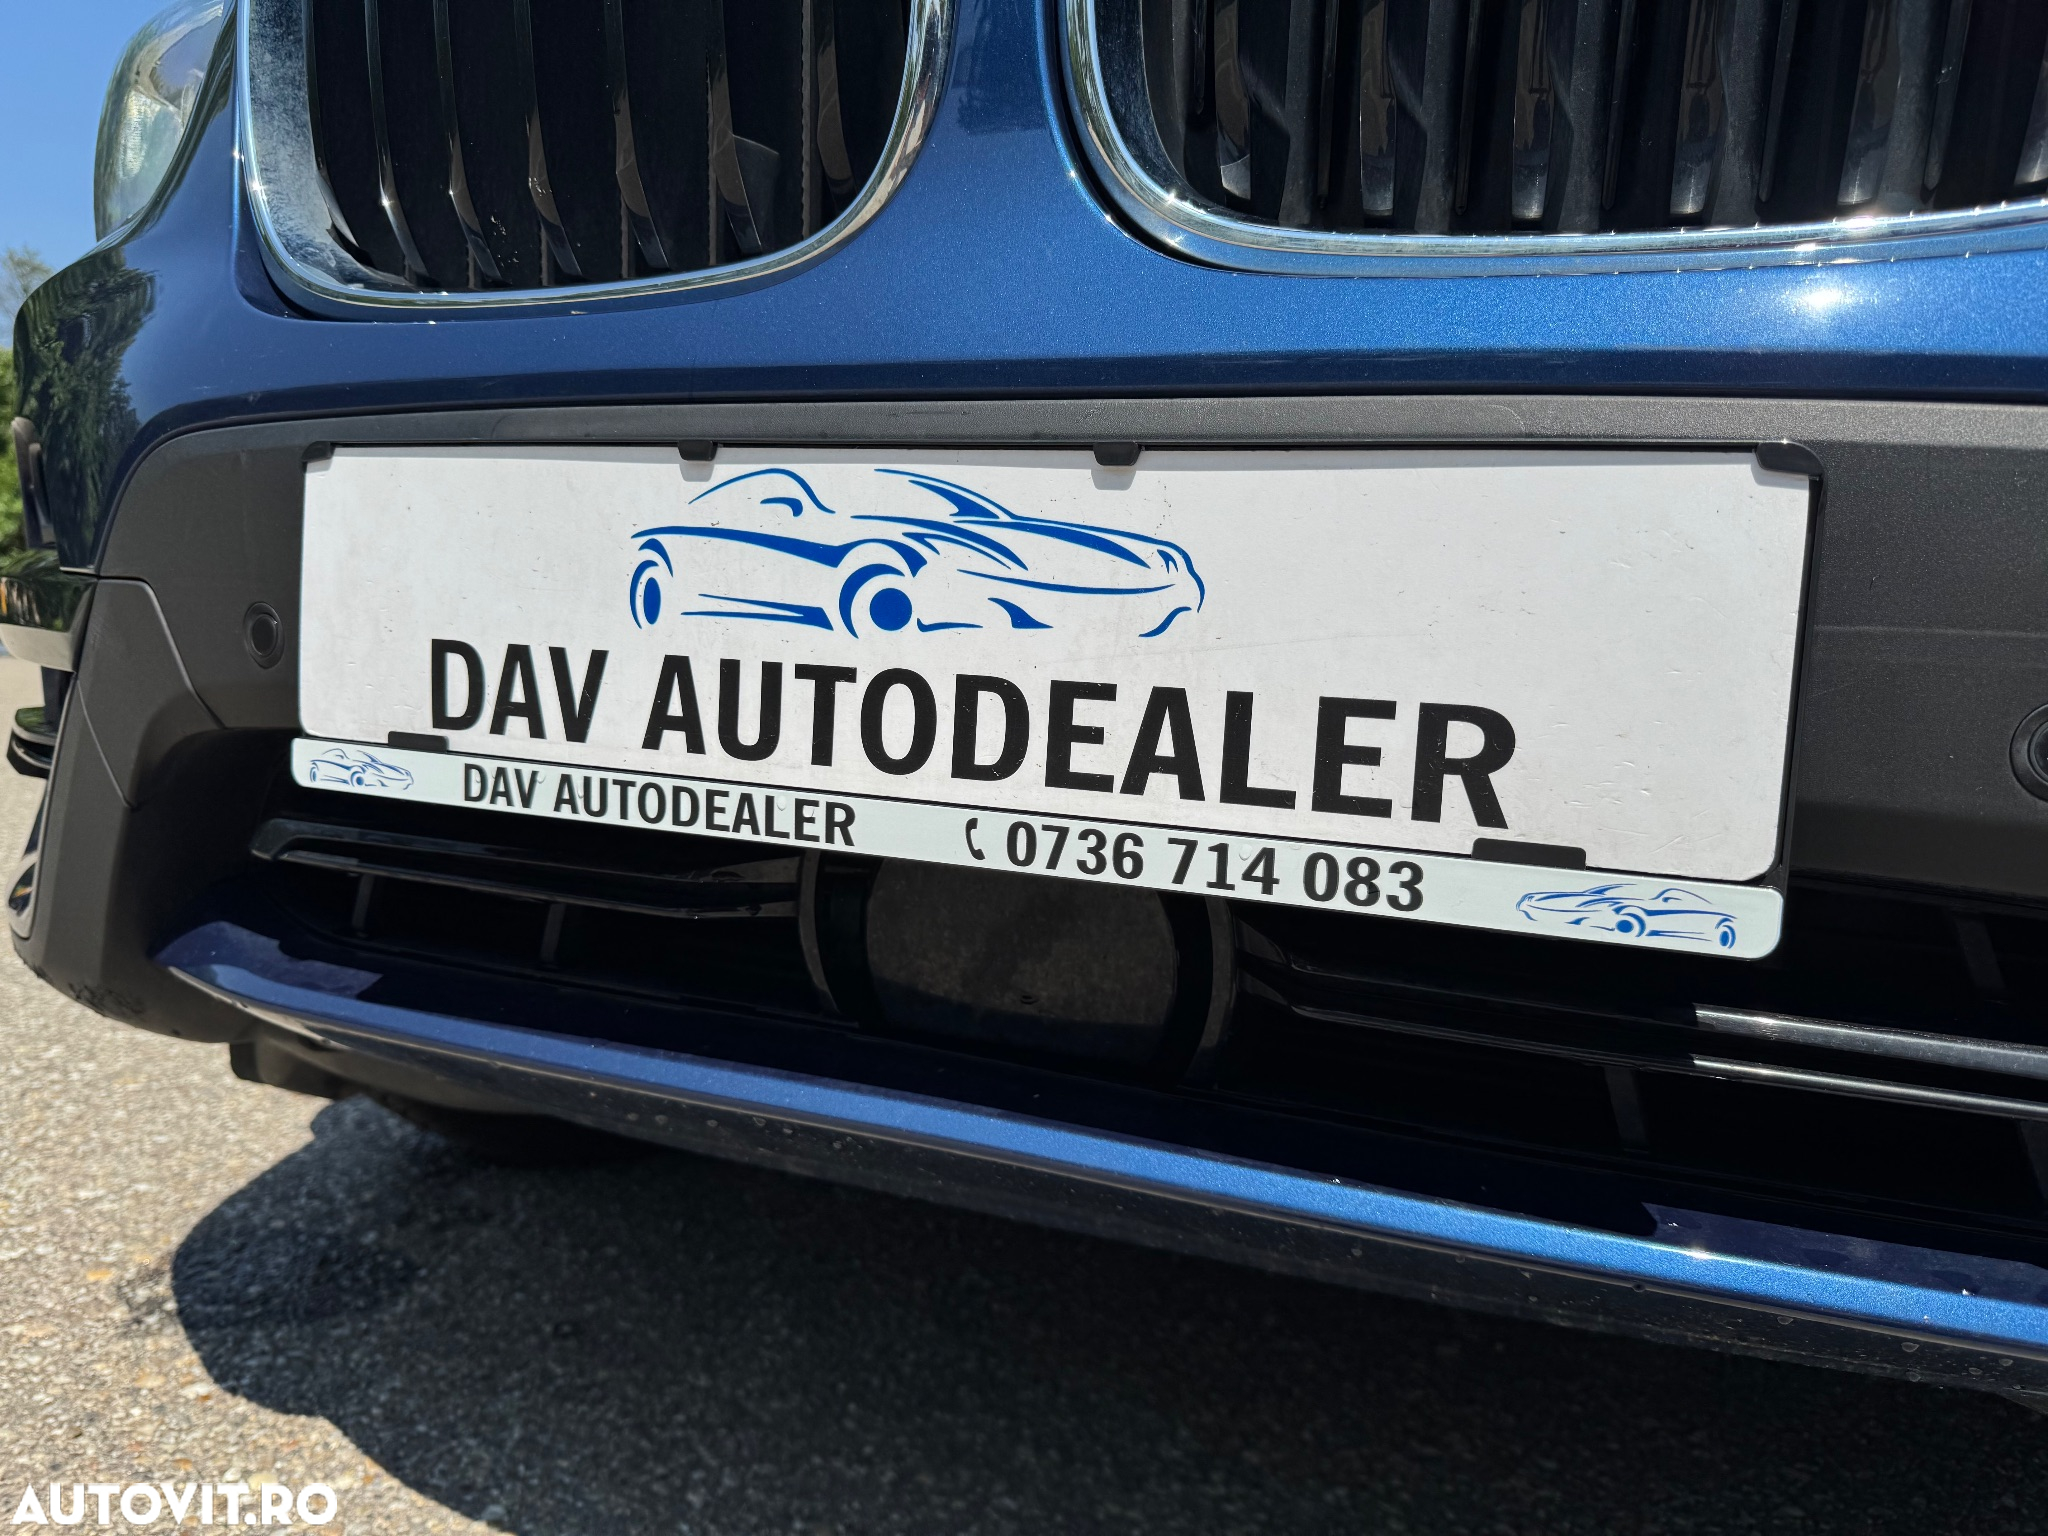 DAV AUTODEALER
DAV AUTODEALER 0736 714 083
AUTOVIT.RO